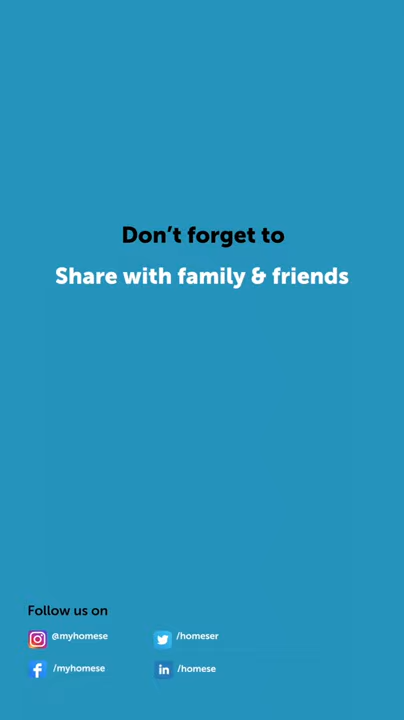 Don't forget to
Share with family & friends
Follow us on
@myhomese
/homeser
/myhomese
/homese